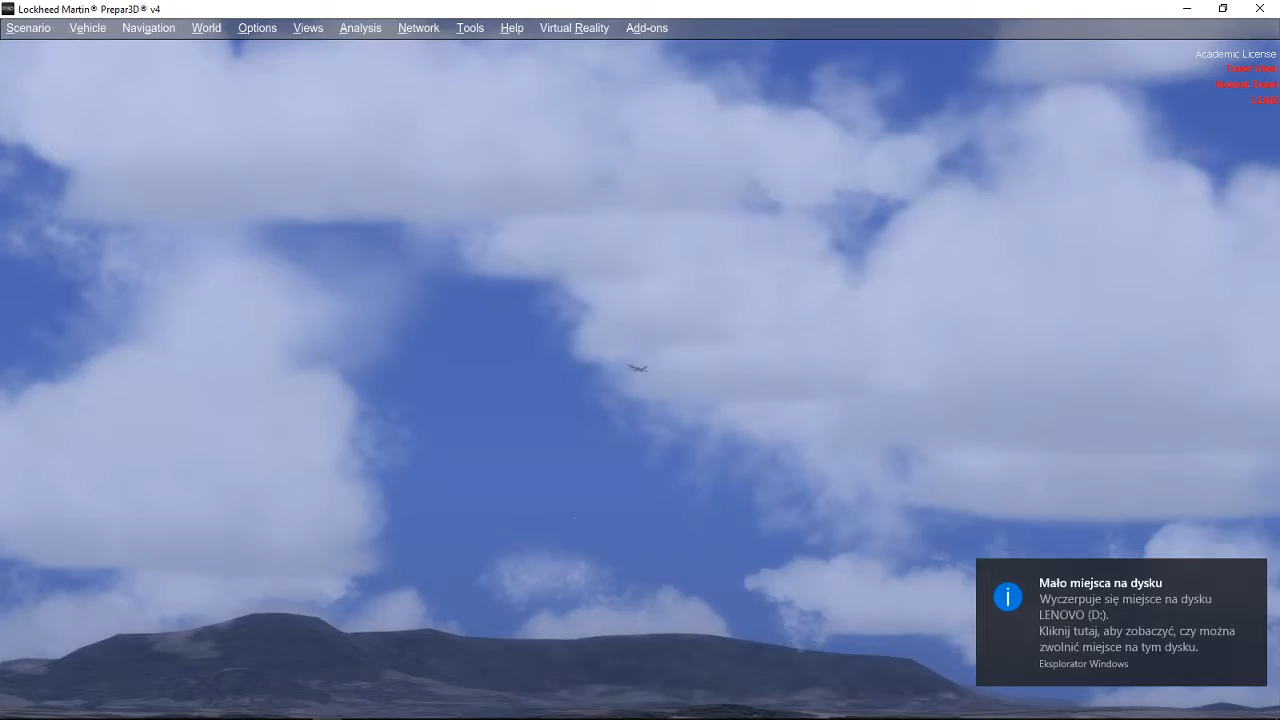 Lockheed Martin® Prepar3D® v4
Scenario Vehicle Navigation World Options Views Analysis Network Tools Help Virtual Reality Add-ons
Academic License
Tower View
Mało miejsca na dysku
Wyczerpuje się miejsce na dysku
LENOVO (D:).
Kliknij tutaj, aby zobaczyć, czy można
zwolnić miejsce na tym dysku.
Eksplorator Windows